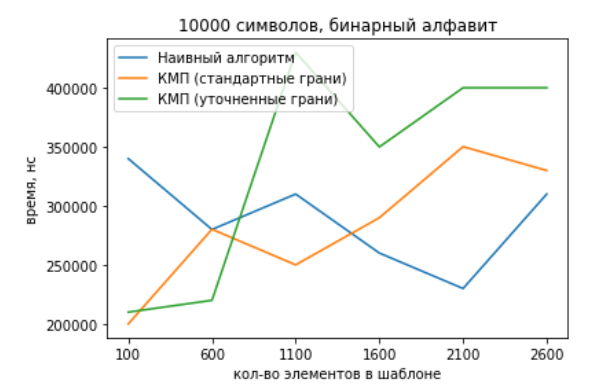 10000 символов, бинарный алфавит
Наивный алгоритм
КМП (стандартные грани)
КМП (уточненные грани)
время, нс
400000
350000
300000
250000
200000
100 600 1100 1600 2100 2600
кол-во элементов в шаблоне